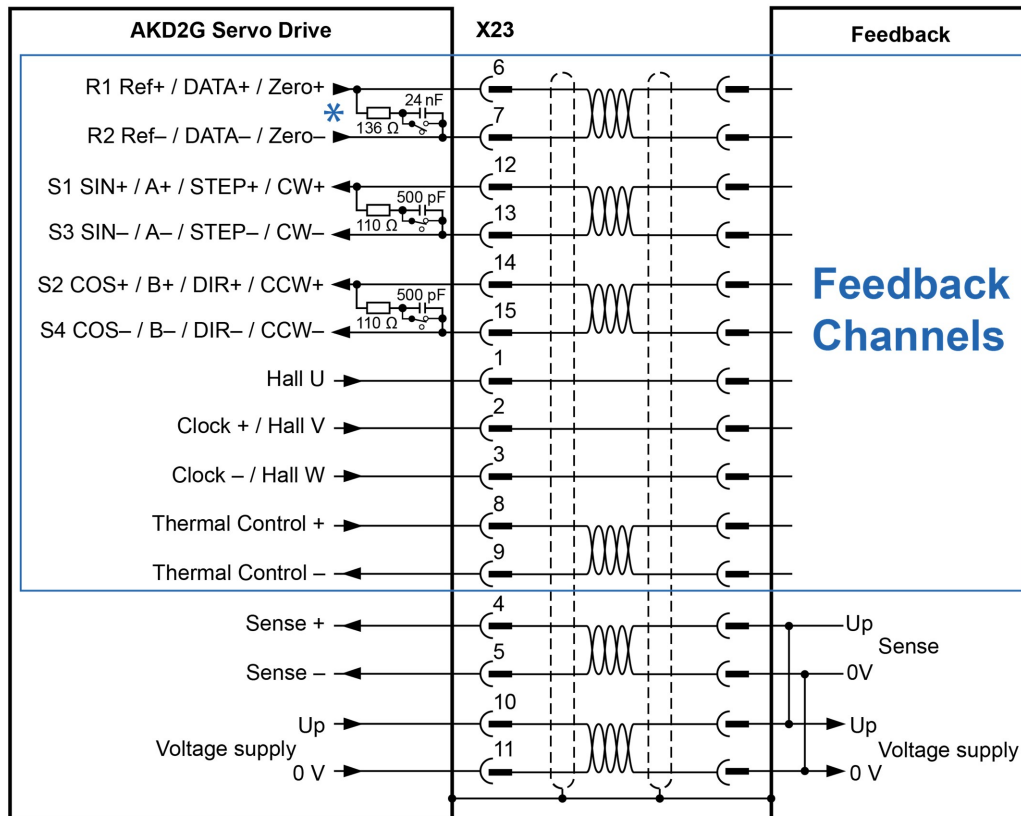 AKD2G Servo Drive
X23
Feedback
R1 Ref+ / DATA+ / Zero+
6
*
24 nF
136 Ω
R2 Ref– / DATA– / Zero–
7
S1 SIN+ / A+ / STEP+ / CW+
12
500 pF
110 Ω
S3 SIN– / A– / STEP– / CW–
13
S2 COS+ / B+ / DIR+ / CCW+
14
500 pF
110 Ω
S4 COS– / B– / DIR– / CCW–
15
Feedback
Channels
Hall U
1
Clock + / Hall V
2
Clock – / Hall W
3
Thermal Control +
8
Thermal Control –
9
Sense +
4
Up
Sense
Sense –
5
0V
Up
10
Up
Voltage supply
Voltage supply
0 V
11
0 V